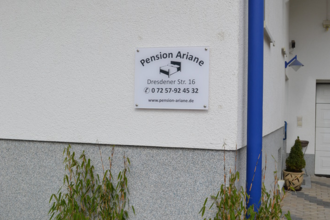 Pension Ariane
Dresdener Str. 16
✆ 0 72 57-92 45 32
www.pension-ariane.de